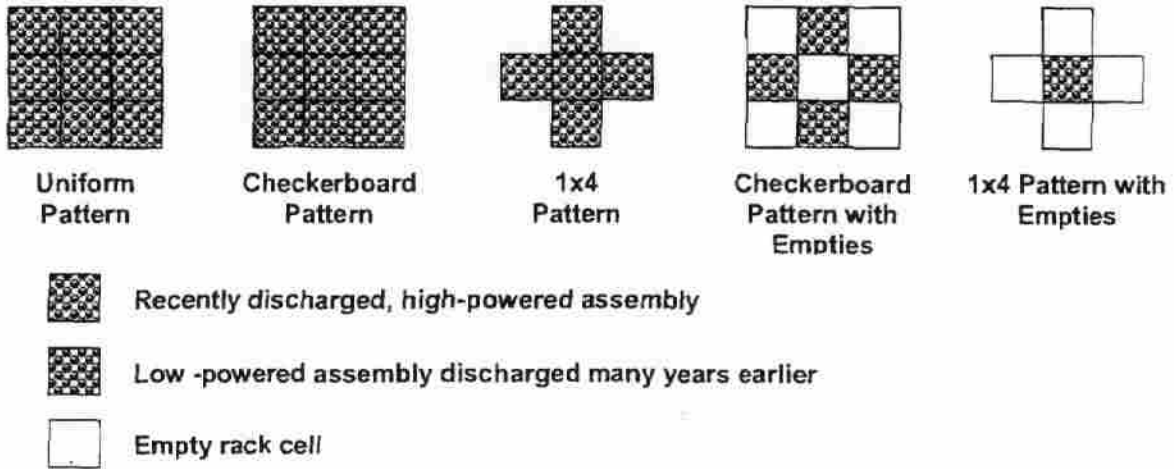 Uniform
Pattern
Checkerboard
Pattern
1x4
Pattern
Checkerboard
Pattern with
Empties
1x4 Pattern with
Empties
Recently discharged, high-powered assembly
Low -powered assembly discharged many years earlier
Empty rack cell